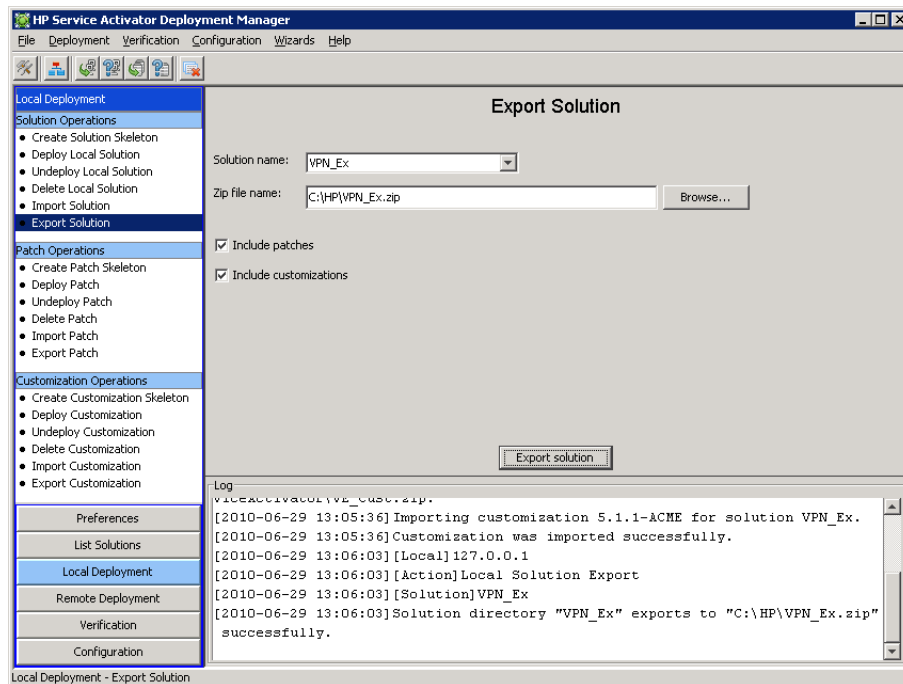 HP Service Activator Deployment Manager
File Deployment Verification Configuration Wizards Help
Local Deployment
Solution Operations
Create Solution Skeleton
Deploy Local Solution
Undeploy Local Solution
Delete Local Solution
Import Solution
Export Solution
Patch Operations
Create Patch Skeleton
Deploy Patch
Undeploy Patch
Delete Patch
Import Patch
Export Patch
Customization Operations
Create Customization Skeleton
Deploy Customization
Undeploy Customization
Delete Customization
Import Customization
Export Customization
Preferences
List Solutions
Local Deployment
Remote Deployment
Verification
Configuration
Export Solution
Solution name: VPN_Ex
Zip file name: C:\HP\VPN_Ex.zip Browse...
Include patches
Include customizations
Export solution
Log
viceActivator\VE_Cust.zip.
[2010-06-29 13:05:36]Importing customization 5.1.1-ACME for solution VPN_Ex.
[2010-06-29 13:05:36]Customization was imported successfully.
[2010-06-29 13:06:03][Local]127.0.0.1
[2010-06-29 13:06:03][Action]Local Solution Export
[2010-06-29 13:06:03][Solution]VPN_Ex
[2010-06-29 13:06:03]Solution directory "VPN_Ex" exports to "C:\HP\VPN_Ex.zip"
successfully.
Local Deployment - Export Solution